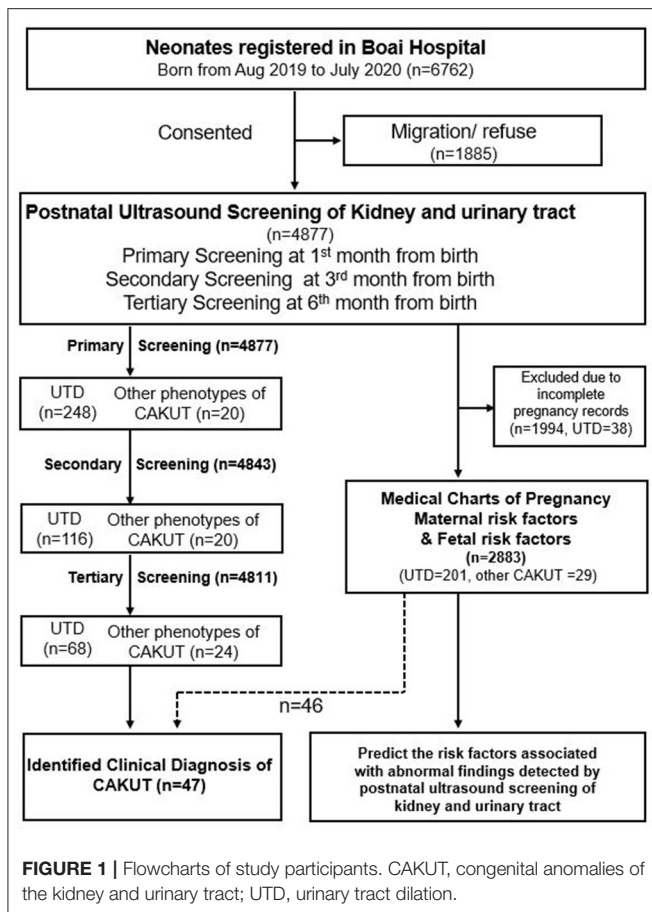 Neonates registered in Boai Hospital
Born from Aug 2019 to July 2020 (n=6762)
Consented
Migration/ refuse
(n=1885)
Postnatal Ultrasound Screening of Kidney and urinary tract
(n=4877)
Primary Screening at 1st month from birth
Secondary Screening at 3rd month from birth
Tertiary Screening at 6th month from birth
Primary Screening (n=4877)
UTD Other phenotypes of
(n=248) CAKUT (n=20)
Secondary Screening (n=4843)
UTD Other phenotypes of
(n=116) CAKUT (n=20)
Tertiary Screening (n=4811)
UTD Other phenotypes of
(n=68) CAKUT (n=24)
Excluded due to
incomplete
pregnancy records
(n=1994, UTD=38)
Medical Charts of Pregnancy
Maternal risk factors
& Fetal risk factors
(n=2883)
(UTD=201, other CAKUT =29)
n=46
Identified Clinical Diagnosis of
CAKUT (n=47)
Predict the risk factors associated
with abnormal findings detected by
postnatal ultrasound screening of
kidney and urinary tract
FIGURE 1 | Flowcharts of study participants. CAKUT, congenital anomalies of
the kidney and urinary tract; UTD, urinary tract dilation.